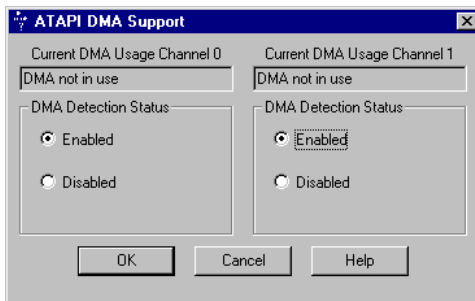 ATAPI DMA Support
Current DMA Usage Channel 0 Current DMA Usage Channel 1
DMA not in use DMA not in use
DMA Detection Status DMA Detection Status
Enabled Enabled
Disabled Disabled
OK Cancel Help